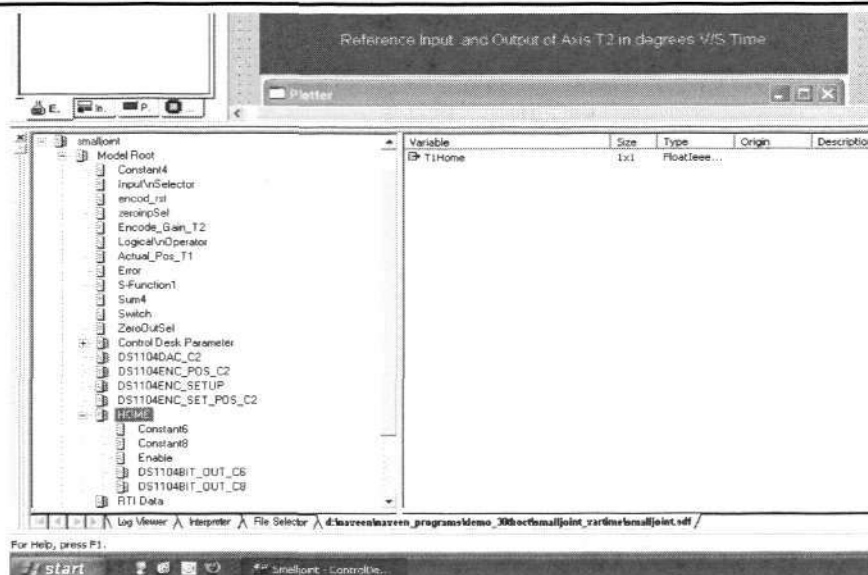 Reference Input and Output of Axis T2 in degrees V/S Time
Plotter
E.
In.
P.
smalljoint
Model Root
Constant4
Input\nSelector
encod_rst
zeroinpSel
Encode_Gain_T2
Logical\nOperator
Actual_Pos_T1
Error
S-Function1
Sum4
Switch
ZeroOutSel
Control Desk Parameter
DS1104DAC_C2
DS1104ENC_POS_C2
DS1104ENC_SETUP
DS1104ENC_SET_POS_C2
HOME
Constant6
Constant8
Enable
DS1104BIT_OUT_C6
DS1104BIT_OUT_C8
RTI Data
Variable Size Type Origin Description
T1Home 1x1 FloatIeee...
Log Viewer Interpreter File Selector
For Help, press F1.
start Smalljoint - ControlDe...